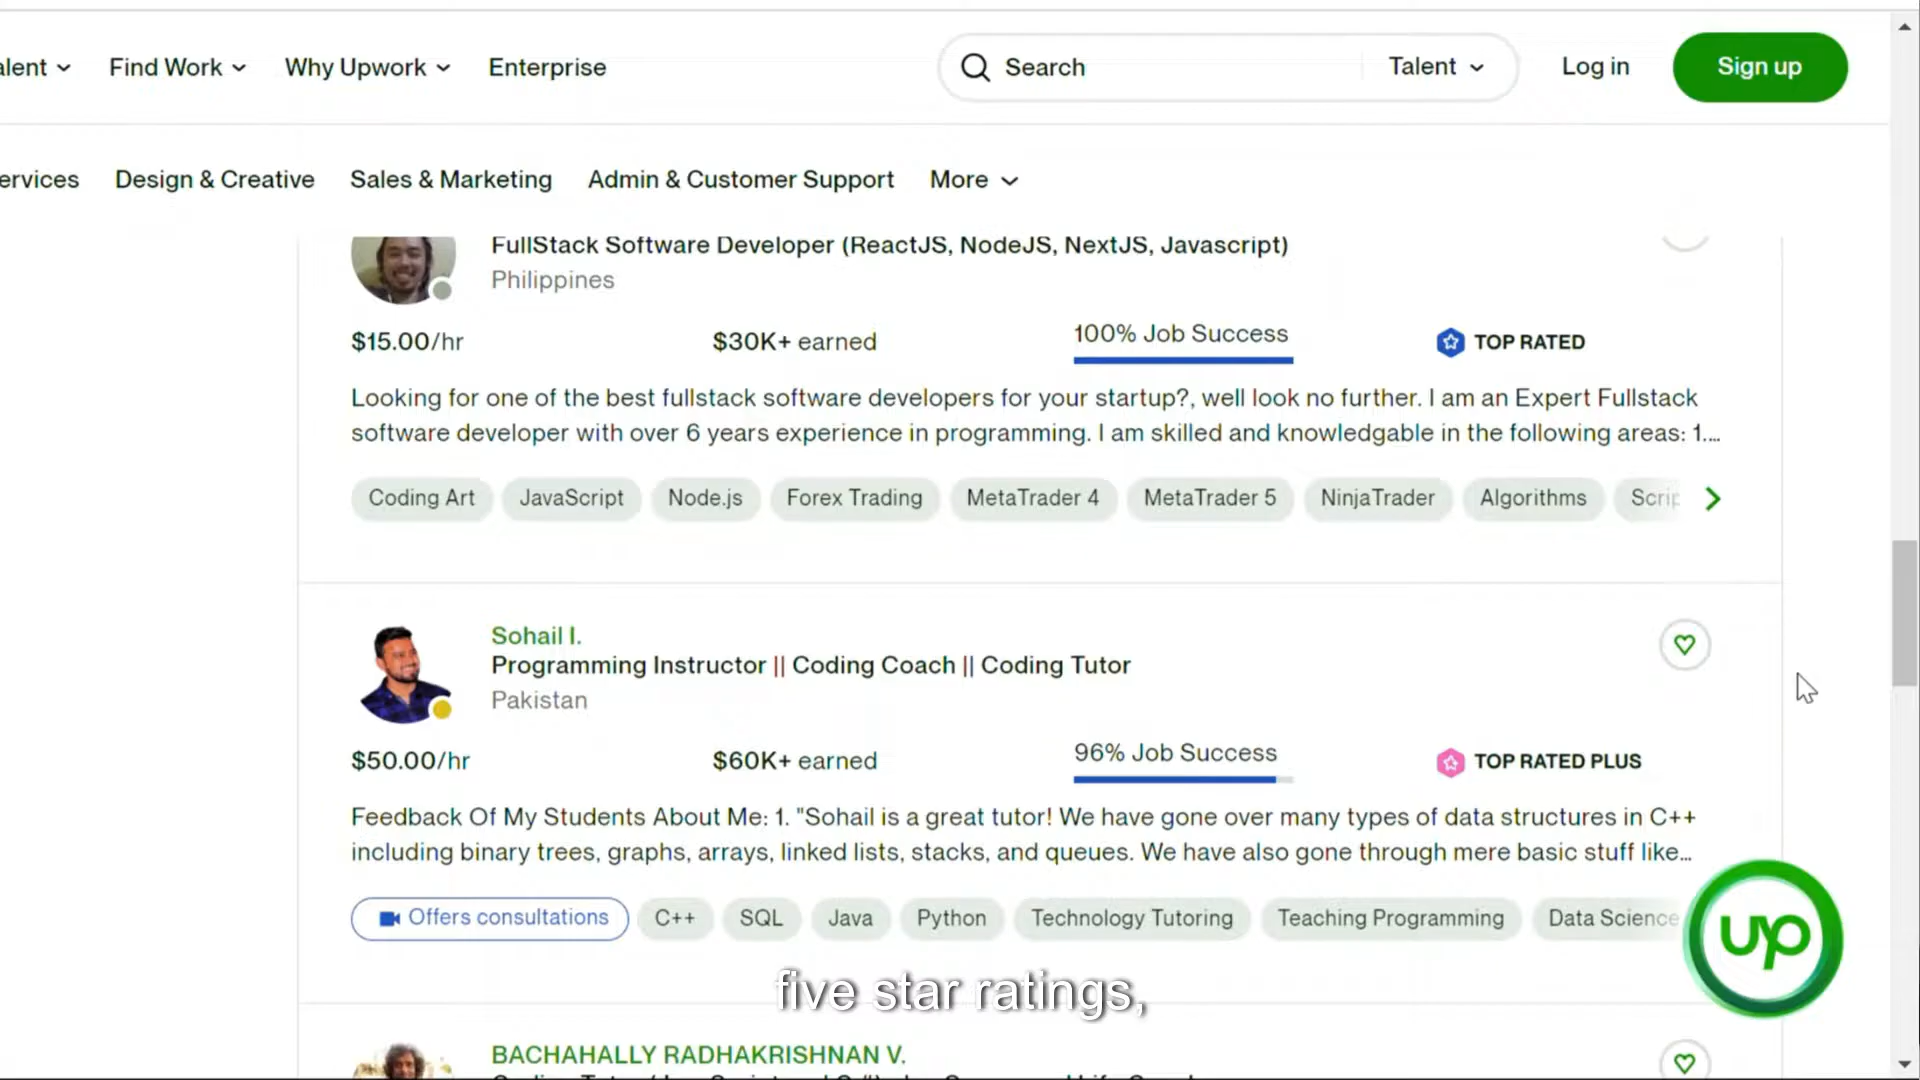 alent Find Work Why Upwork Enterprise Search Talent Log in Sign up
ervices Design & Creative Sales & Marketing Admin & Customer Support More
FullStack Software Developer (ReactJS, NodeJS, NextJS, Javascript)
Philippines
$15.00/hr $30K+ earned 100% Job Success TOP RATED
Looking for one of the best fullstack software developers for your startup?, well look no further. I am an Expert Fullstack
software developer with over 6 years experience in programming. I am skilled and knowledgable in the following areas: 1....
Coding Art JavaScript Node.js Forex Trading MetaTrader 4 MetaTrader 5 NinjaTrader Algorithms Scrip
Sohail I.
Programming Instructor || Coding Coach || Coding Tutor
Pakistan
$50.00/hr $60K+ earned 96% Job Success TOP RATED PLUS
Feedback Of My Students About Me: 1. "Sohail is a great tutor! We have gone over many types of data structures in C++
including binary trees, graphs, arrays, linked lists, stacks, and queues. We have also gone through mere basic stuff like...
Offers consultations C++ SQL Java Python Technology Tutoring Teaching Programming Data Science
up
five star ratings,
BACHAHALLY RADHAKRISHNAN V.